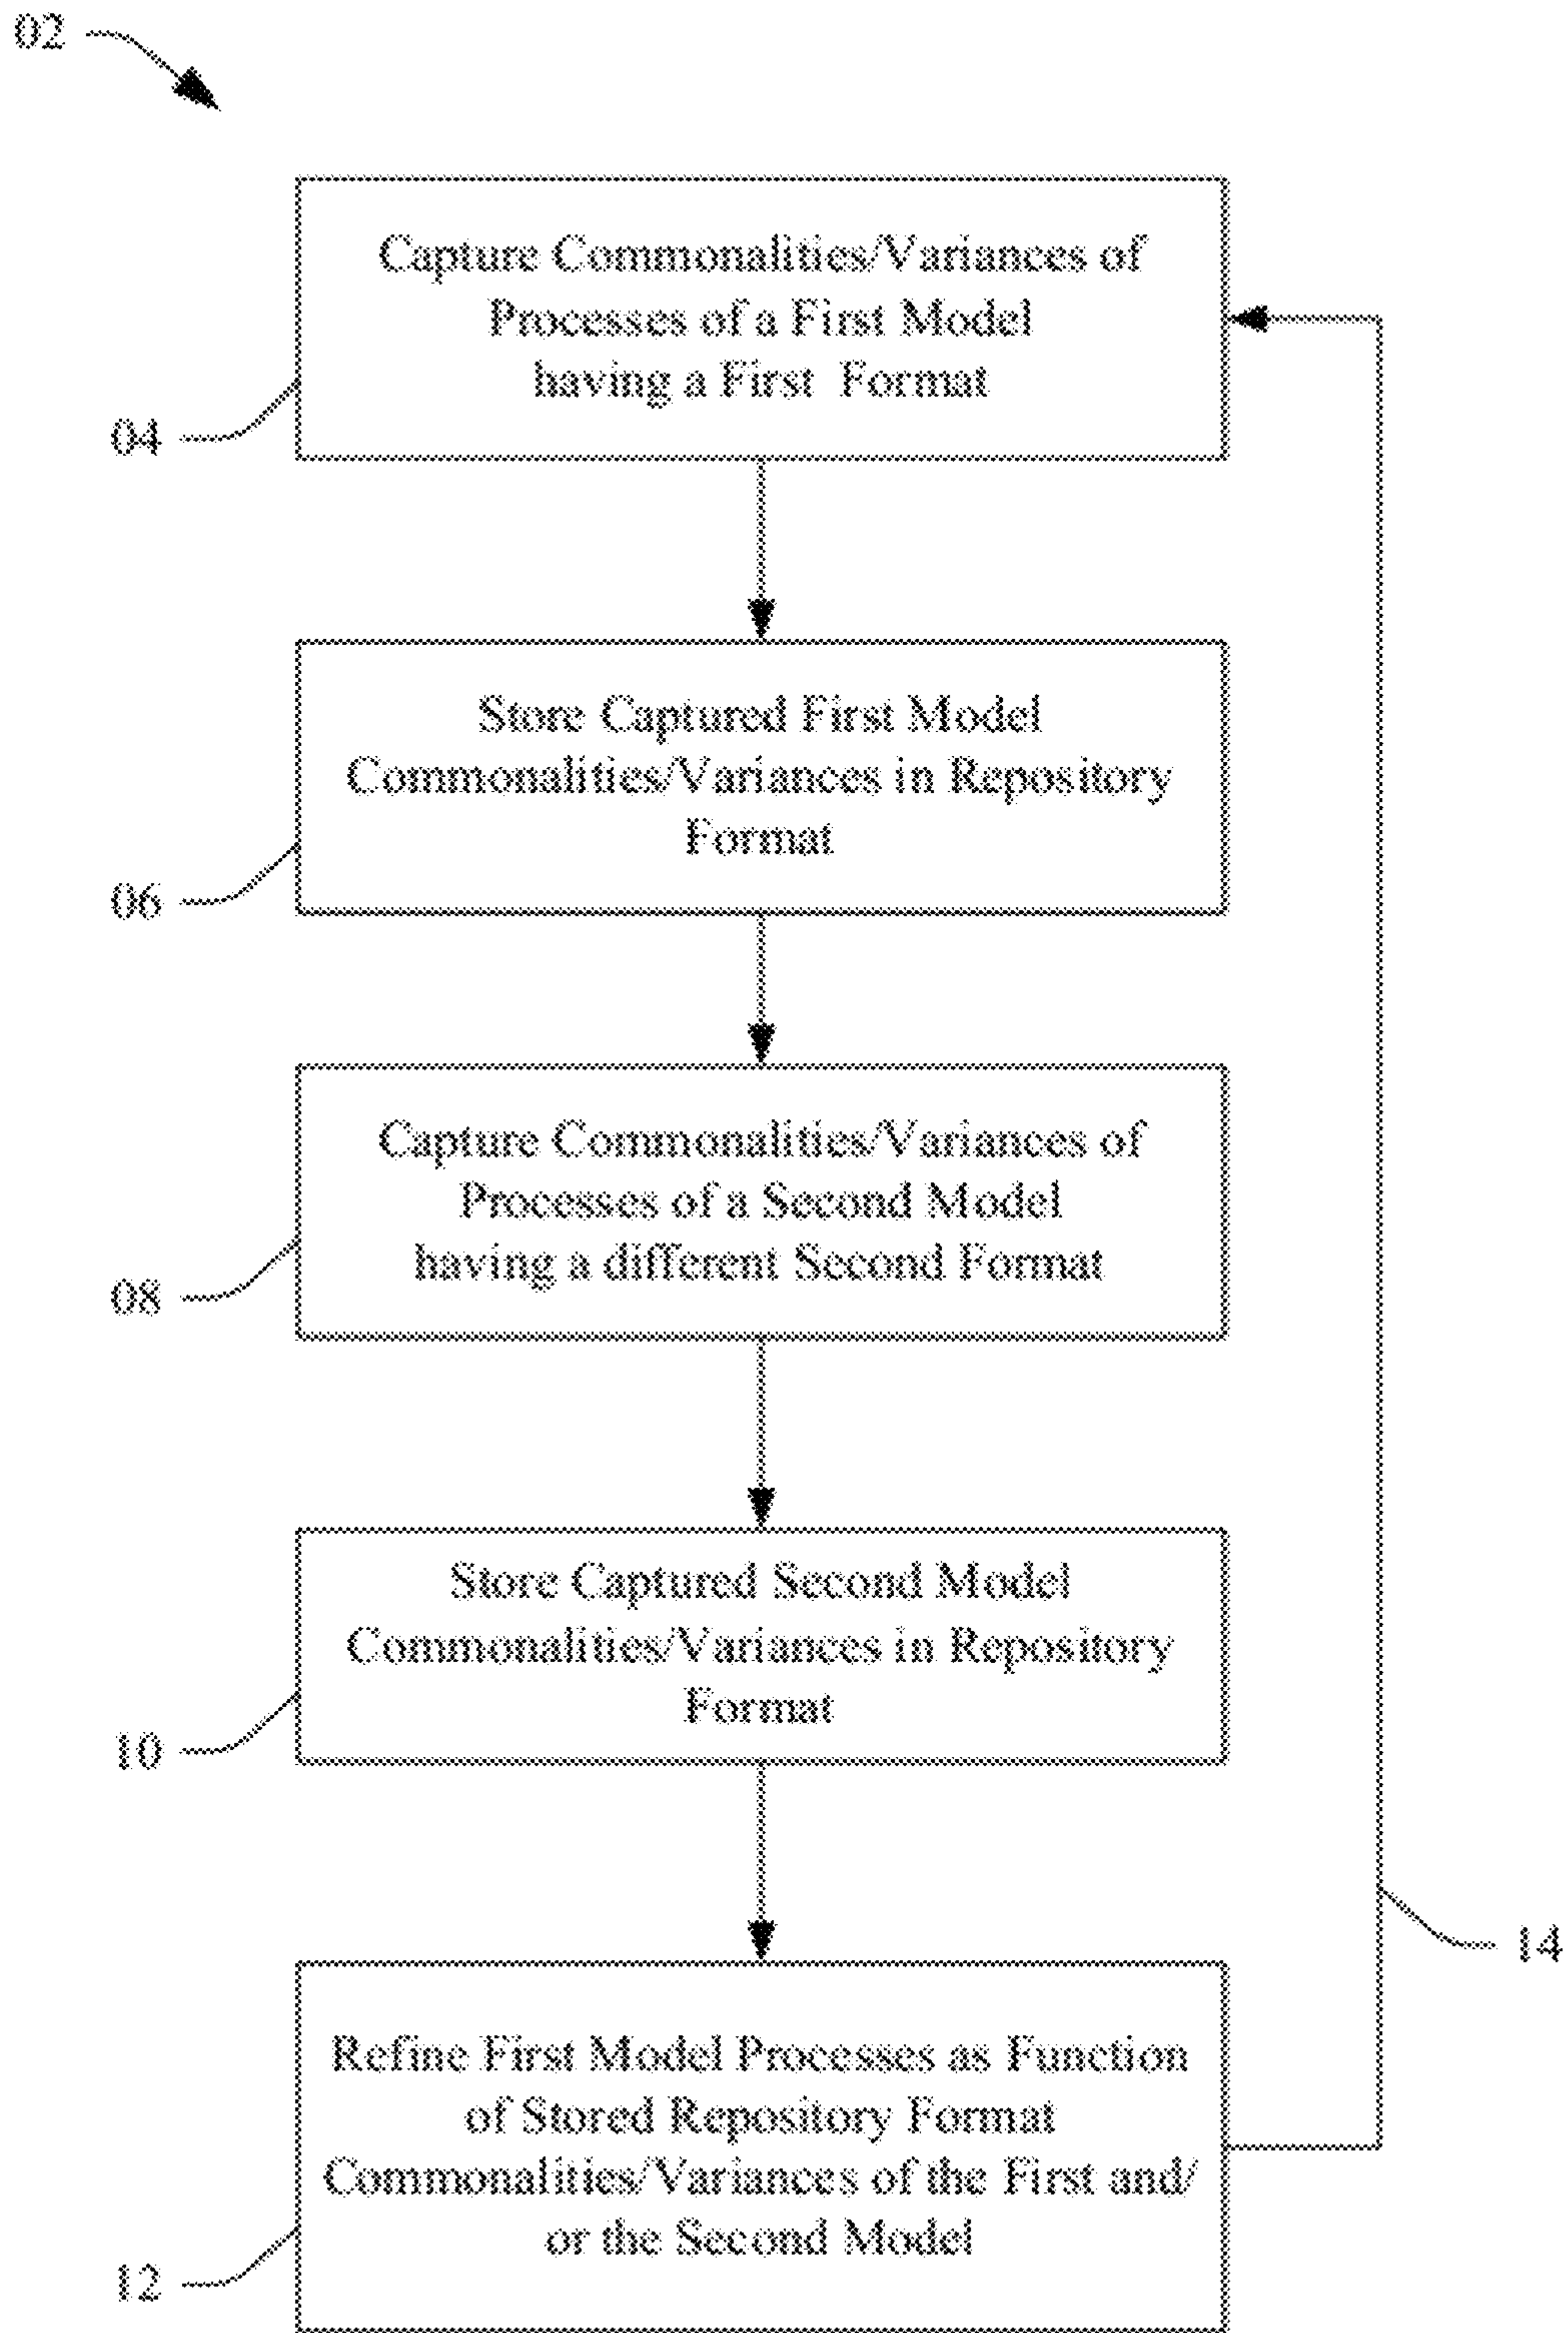 02
Capture Commonalities/Variances of
Processes of a First Model
having a First Format
04
Store Captured First Model
Commonalities/Variances in Repository
Format
06
Capture Commonalities/Variances of
Processes of a Second Model
having a different Second Format
08
Store Captured Second Model
Commonalities/Variances in Repository
Format
10
Refine First Model Processes as Function
of Stored Repository Format
Commonalities/Variances of the First and/
or the Second Model
12
14